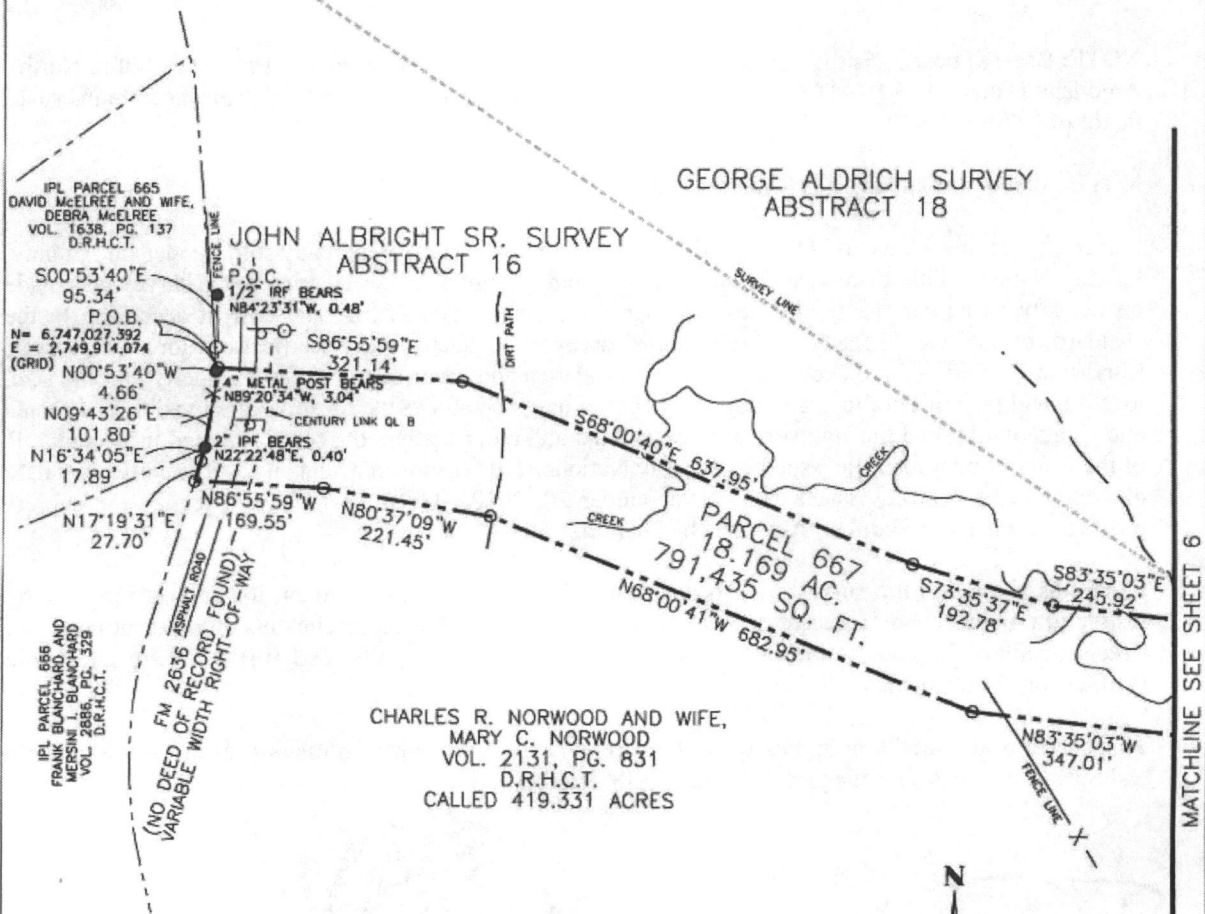 GEORGE ALDRICH SURVEY
ABSTRACT 18
IPL PARCEL 665
DAVID McELREE AND WIFE,
DEBRA McELREE
VOL. 1638, PG. 137
D.R.H.C.T.
FENCE LINE
JOHN ALBRIGHT SR. SURVEY
ABSTRACT 16
SURVEY LINE
S00°53'40"E
95.34'
P.O.C.
1/2" IRF BEARS
N84°23'31"W, 0.48'
P.O.B.
N= 6,747,027.392
E = 2,749,914,074
(GRID)
S86°55'59"E
321.14'
DIRT PATH
N00°53'40"W
4.66'
4" METAL POST BEARS
N89°20'34"W, 3.04'
N09°43'26"E
101.80'
CENTURY LINK QL B
2" IPF BEARS
N22°22'48"E, 0.40'
N16°34'05"E
17.89'
N17°19'31"E
27.70'
N86°55'59"W
169.55'
N80°37'09"W
221.45'
S68°00'40"E 637.95'
CREEK
CREEK
PARCEL 667
18.169 AC.
791,435 SQ. FT.
S73°35'37"E
192.78'
S83°35'03"E
245.92'
N68°00'41"W 682.95'
N83°35'03"W
347.01'
FENCE LINE
MATCHLINE SEE SHEET 6
IPL PARCEL 666
FRANK BLANCHARD AND
MERSINI I. BLANCHARD
VOL. 2886, PG. 329
D.R.H.C.T.
ASPHALT ROAD
FM 2636
(NO DEED OF RECORD FOUND)
VARIABLE WIDTH RIGHT-OF-WAY
CHARLES R. NORWOOD AND WIFE,
MARY C. NORWOOD
VOL. 2131, PG. 831
D.R.H.C.T.
CALLED 419.331 ACRES
N